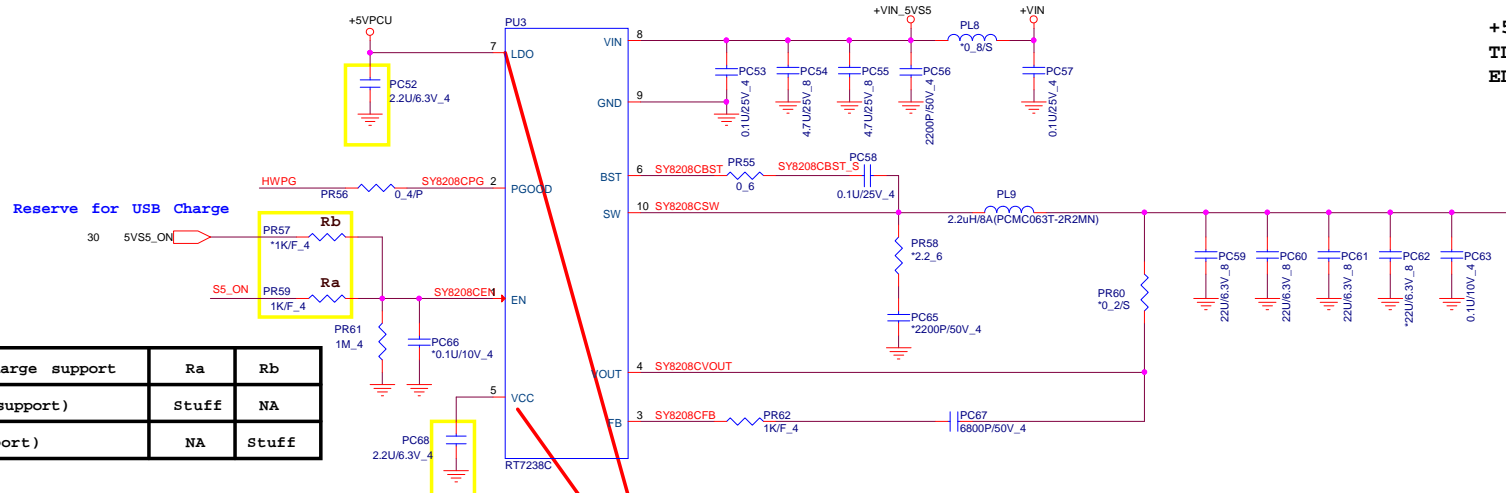 +5VPCU
PU3
+VIN_5VS5
+VIN
PL8
*0_8/S
7
LDO
VIN
8
PC52
2.2U/6.3V_4
PC53
0.1U/25V_4
PC54
4.7U/25V_8
PC55
4.7U/25V_8
PC56
2200P/50V_4
PC57
0.1U/25V_4
GND
9
HWPG
PR56
0_4/P
SY8208CPG
2
PGOOD
BST
6
SY8208CBST
PR55
0_6
SY8208CBST_S
PC58
0.1U/25V_4
SW
10
SY8208CSW
PL9
2.2uH/8A(PCMC063T-2R2MN)
Reserve for USB Charge
30
5VS5_ON
PR57
*1K/F_4
Rb
S5_ON
PR59
1K/F_4
Ra
SY8208CEN
1
EN
PR61
1M_4
PC66
*0.1U/10V_4
PR58
*2.2_6
PC65
*2200P/50V_4
PR60
*0_2/S
PC59
22U/6.3V_8
PC60
22U/6.3V_8
PC61
22U/6.3V_8
PC62
*22U/6.3V_8
PC63
0.1U/10V_4
arge support
Ra
Rb
support)
Stuff
NA
ort)
NA
Stuff
VOUT
4
SY8208CVOUT
5
VCC
FB
3
SY8208CFB
PR62
1K/F_4
PC67
6800P/50V_4
PC68
2.2U/6.3V_4
RT7238C